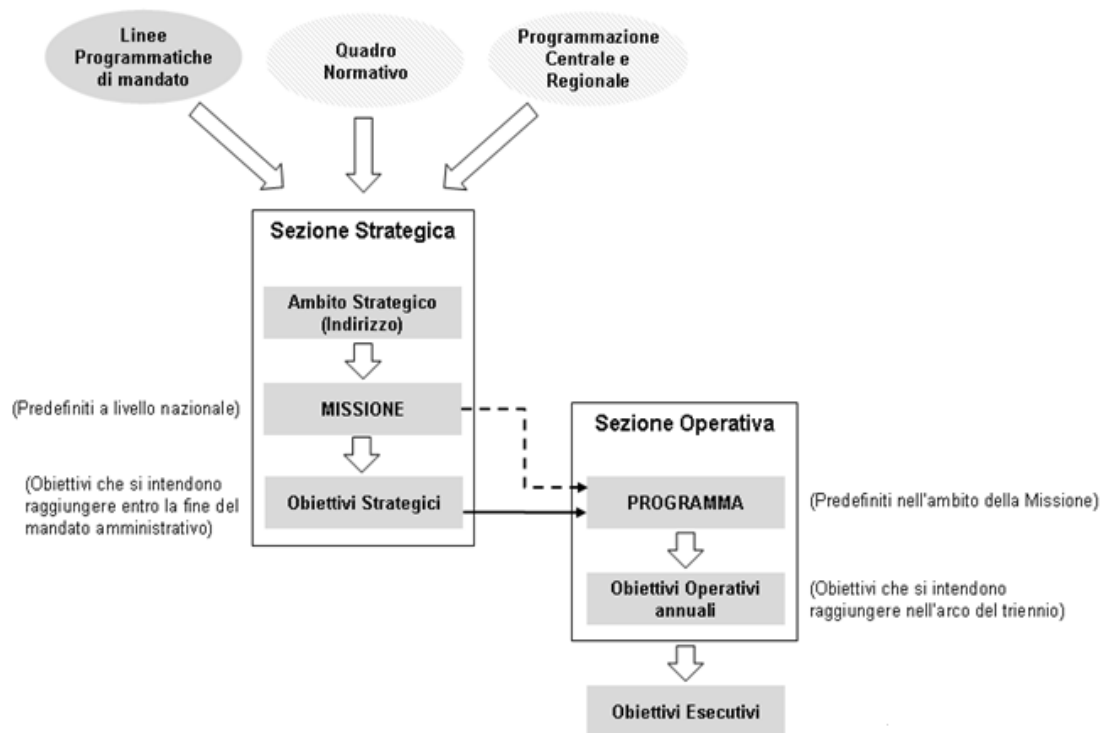 Linee
Programmatiche
di mandato
Quadro
Normativo
Programmazione
Centrale e
Regionale
Sezione Strategica
Ambito Strategico
(Indirizzo)
(Predefiniti a livello nazionale)
MISSIONE
(Obiettivi che si intendono
raggiungere entro la fine del
mandato amministrativo)
Obiettivi Strategici
Sezione Operativa
PROGRAMMA
(Predefiniti nell'ambito della Missione)
Obiettivi Operativi
annuali
(Obiettivi che si intendono
raggiungere nell'arco del triennio)
Obiettivi Esecutivi